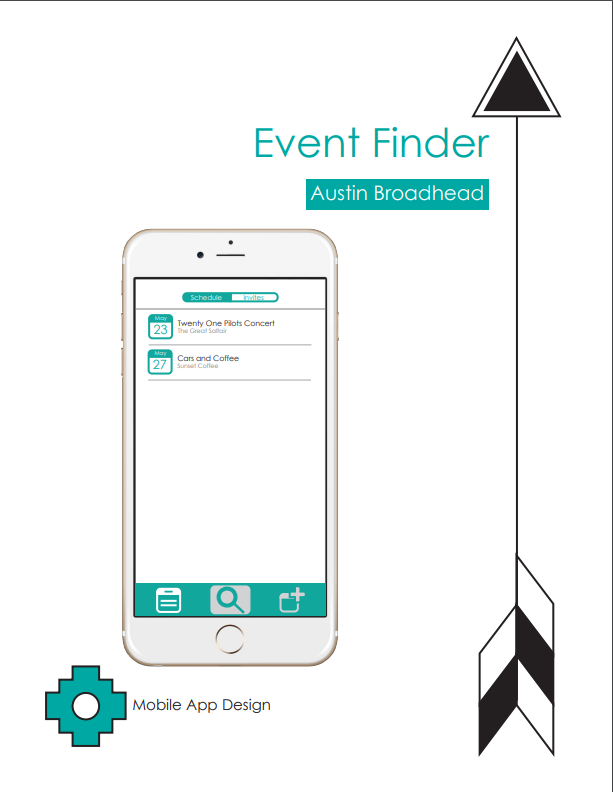 Event Finder
Austin Broadhead
Schedule Invites
May
23
Twenty One Pilots Concert
The Great Saltair
May
27
Cars and Coffee
Sunset Coffee
Mobile App Design